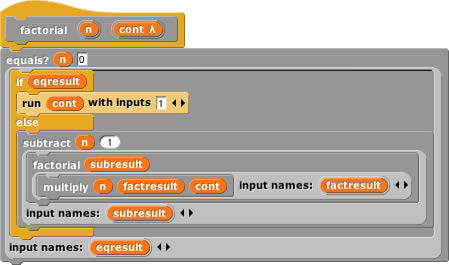 factorial n cont λ
equals? n 0
if eqresult
run cont with inputs 1
else
subtract n 1
factorial subresult
multiply n factresult cont input names: factresult
input names: subresult
input names: eqresult